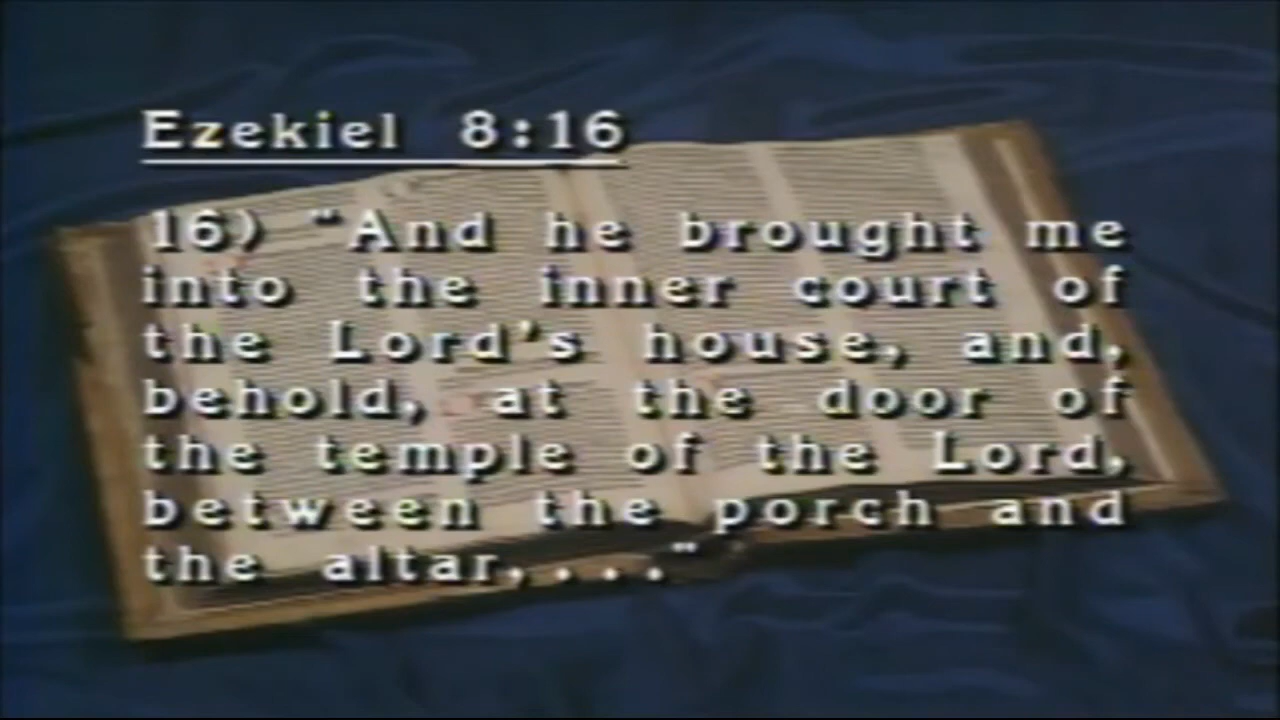 Ezekiel 8:16
16) "And he brought me
into the inner court of
the Lord's house, and,
behold, at the door of
the temple of the Lord,
between the porch and
the altar,...."